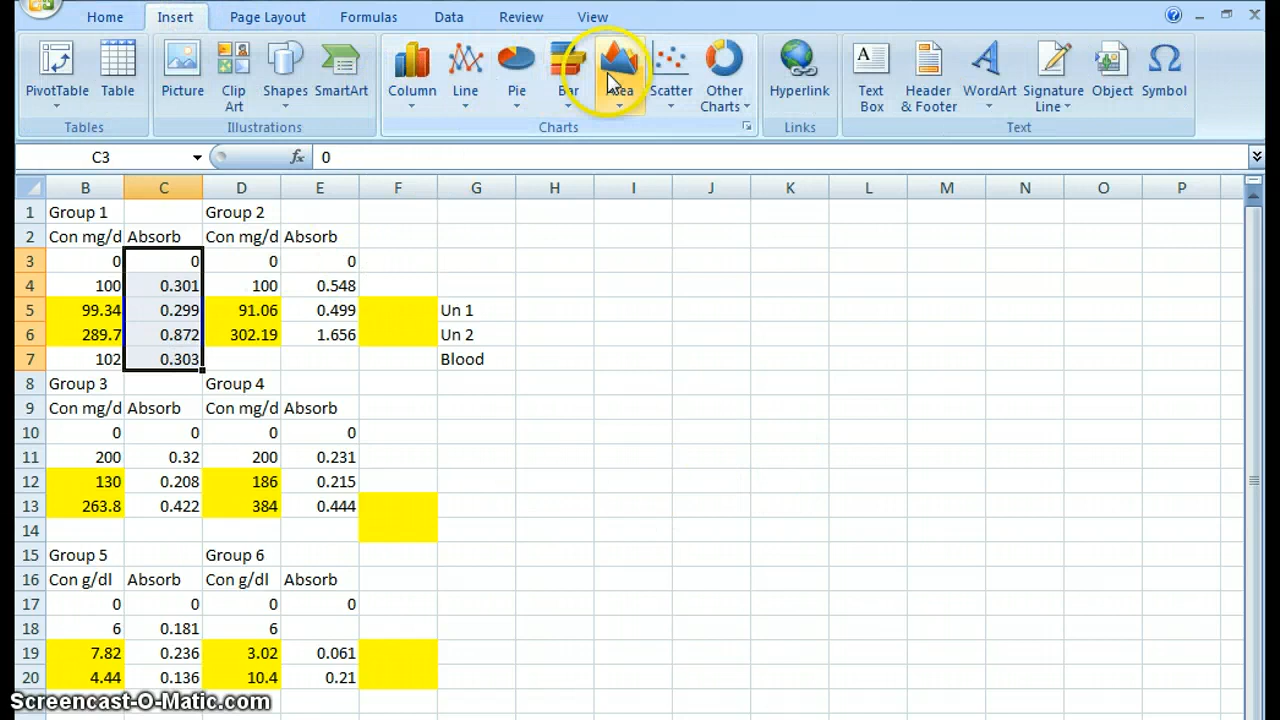 Home Insert Page Layout Formulas Data Review View
PivotTable Table Picture Clip Art Shapes SmartArt Column Line Pie Bar Scatter Other Charts Hyperlink Text Box Header & Footer WordArt Signature Line Object Symbol
Tables Illustrations Charts Links Text
C3 fx 0
B C D E F G H I J K L M N O P
1 Group 1 Group 2
2 Con mg/d Absorb Con mg/d Absorb
3 0 0 0 0
4 100 0.301 100 0.548
5 99.34 0.299 91.06 0.499 Un 1
6 289.7 0.872 302.19 1.656 Un 2
7 102 0.303 Blood
8 Group 3 Group 4
9 Con mg/d Absorb Con mg/d Absorb
10 0 0 0 0
11 200 0.32 200 0.231
12 130 0.208 186 0.215
13 263.8 0.422 384 0.444
14
15 Group 5 Group 6
16 Con g/dl Absorb Con g/dl Absorb
17 0 0 0 0
18 6 0.181 6
19 7.82 0.236 3.02 0.061
20 4.44 0.136 10.4 0.21
Screencast-O-Matic.com